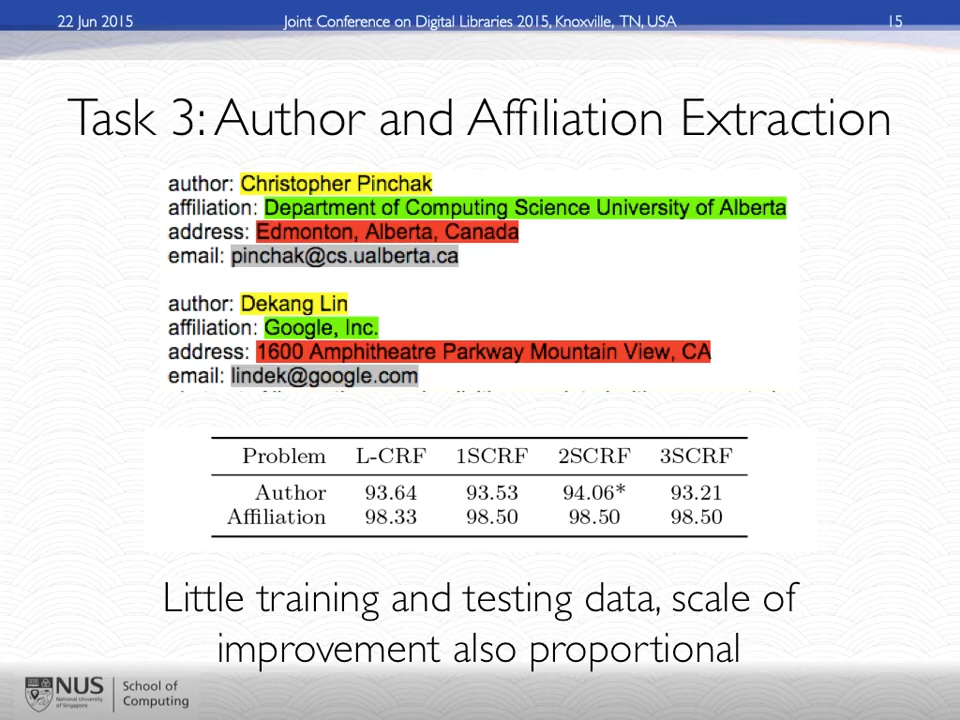 22 Jun 2015 Joint Conference on Digital Libraries 2015, Knoxville, TN, USA 15
Task 3: Author and Affiliation Extraction
author: Christopher Pinchak
affiliation: Department of Computing Science University of Alberta
address: Edmonton, Alberta, Canada
email: pinchak@cs.ualberta.ca
author: Dekang Lin
affiliation: Google, Inc.
address: 1600 Amphitheatre Parkway Mountain View, CA
email: lindek@google.com
Problem L-CRF 1SCRF 2SCRF 3SCRF
Author 93.64 93.53 94.06* 93.21
Affiliation 98.33 98.50 98.50 98.50
Little training and testing data, scale of
improvement also proportional
NUS
National University
of Singapore
School of
Computing